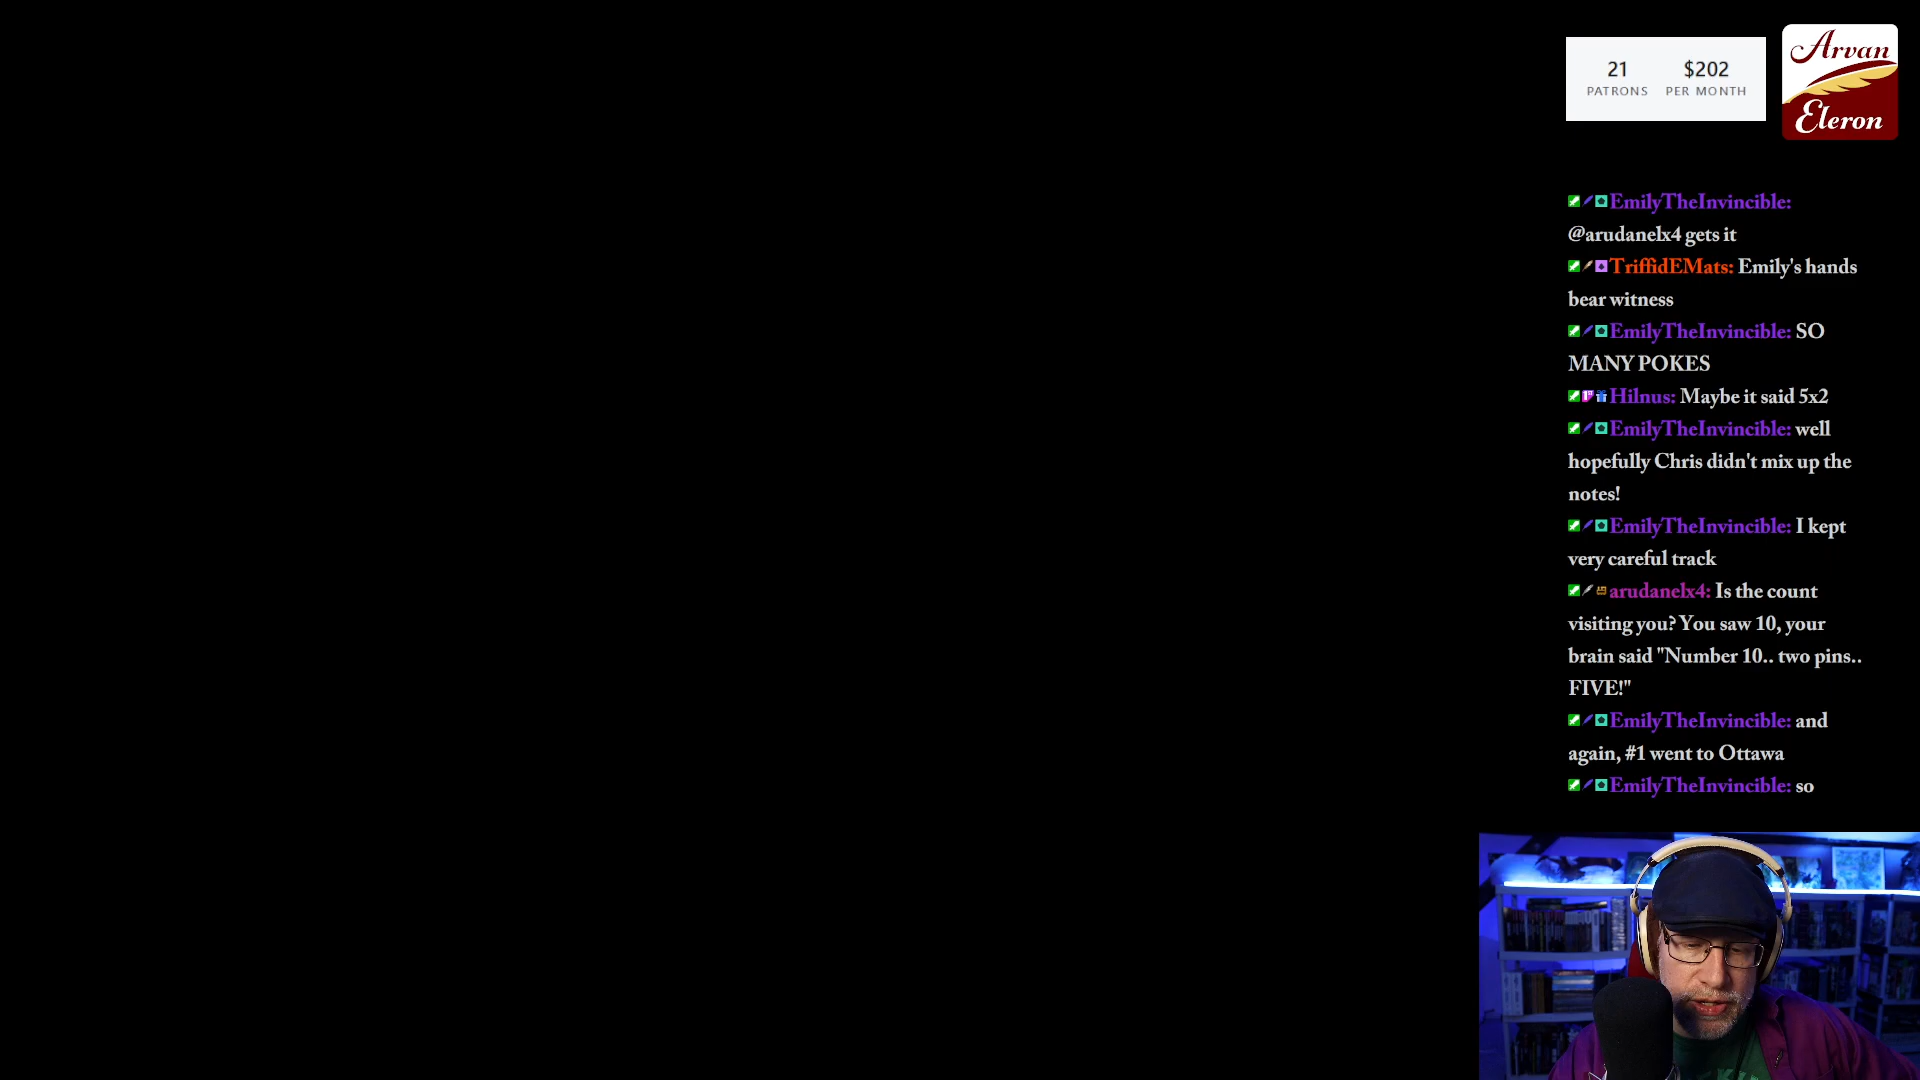 21
PATRONS
$202
PER MONTH
Arvan
Eleron
EmilyTheInvincible:
@arudanelx4 gets it
TriffidEMats: Emily's hands
bear witness
EmilyTheInvincible: SO
MANY POKES
Hilnus: Maybe it said 5x2
EmilyTheInvincible: well
hopefully Chris didn't mix up the
notes!
EmilyTheInvincible: I kept
very careful track
arudanelx4: Is the count
visiting you? You saw 10, your
brain said "Number 10.. two pins..
FIVE!"
EmilyTheInvincible: and
again, #1 went to Ottawa
EmilyTheInvincible: so